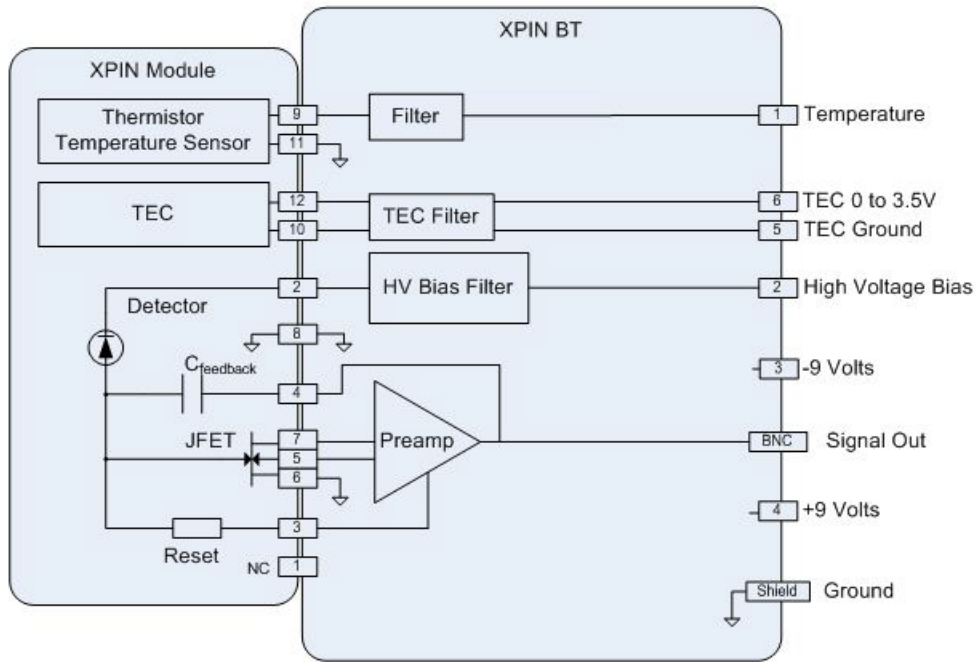 XPIN BT
XPIN Module
Thermistor
Temperature Sensor
9
11
Filter
1
Temperature
TEC
12
10
TEC Filter
6
TEC 0 to 3.5V
5
TEC Ground
2
HV Bias Filter
2
High Voltage Bias
Detector
8
Cfeedback
4
3
-9 Volts
JFET
7
5
6
Preamp
BNC
Signal Out
4
+9 Volts
3
Reset
NC
1
Shield
Ground